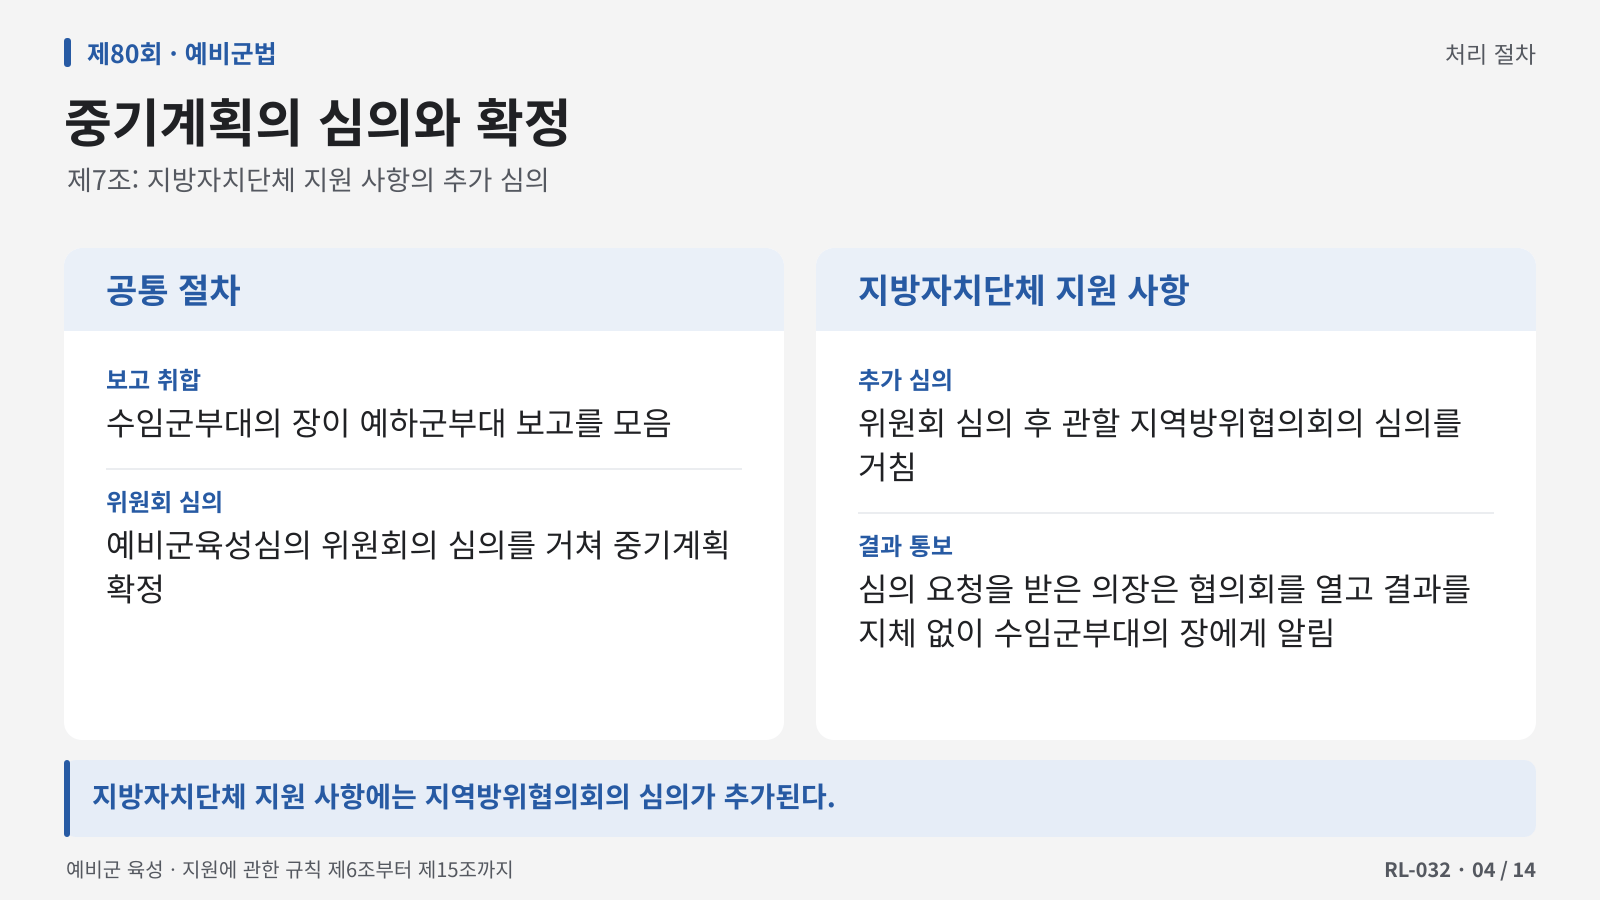 제80회 · 예비군법
처리 절차
중기계획의 심의와 확정
제7조: 지방자치단체 지원 사항의 추가 심의
공통 절차
보고 취합
수임군부대의 장이 예하군부대 보고를 모음
위원회 심의
예비군육성심의 위원회의 심의를 거쳐 중기계획
확정
지방자치단체 지원 사항
추가 심의
위원회 심의 후 관할 지역방위협의회의 심의를
거침
결과 통보
심의 요청을 받은 의장은 협의회를 열고 결과를
지체 없이 수임군부대의 장에게 알림
지방자치단체 지원 사항에는 지역방위협의회의 심의가 추가된다.
예비군 육성 · 지원에 관한 규칙 제6조부터 제15조까지
RL-032 · 04 / 14